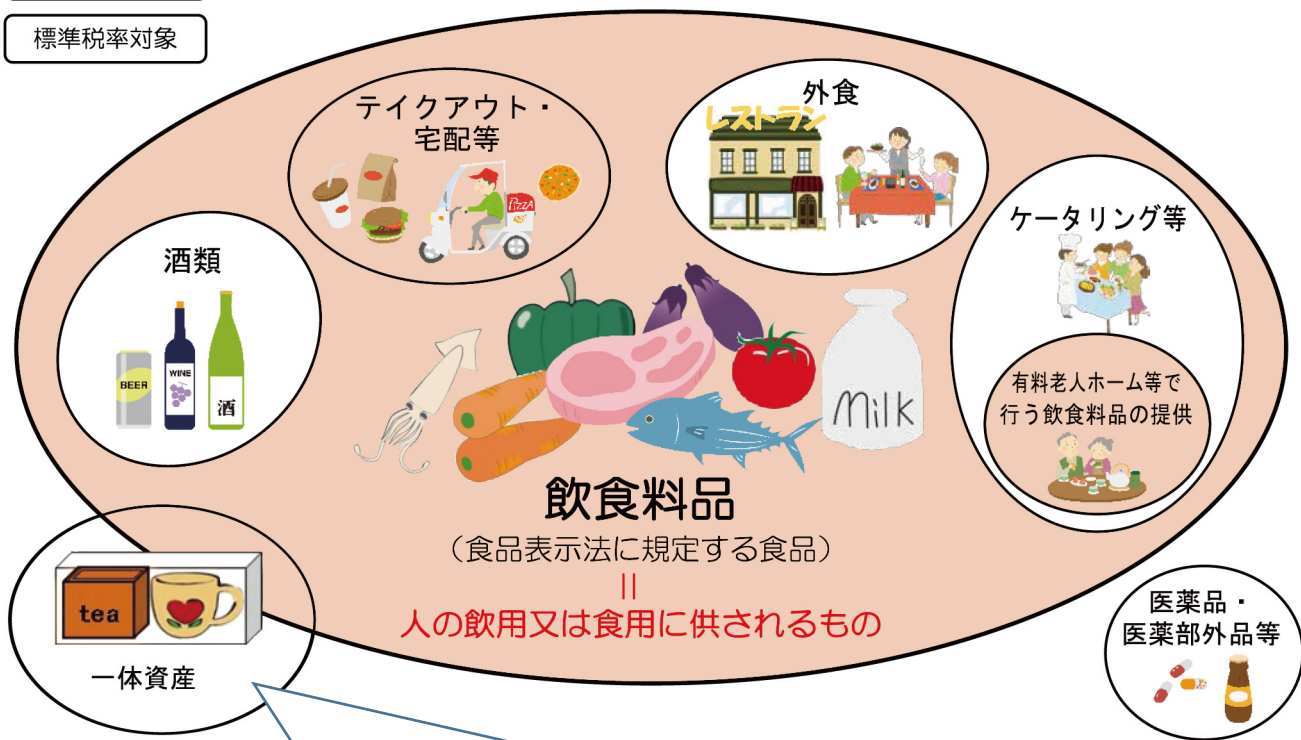 標準税率対象
テイクアウト・
宅配等
PIZZA
外食
レストラン
ケータリング等
有料老人ホーム等で
行う飲食料品の提供
酒類
BEER
WINE
酒
Milk
飲食料品
（食品表示法に規定する食品）
||
人の飲用又は食用に供されるもの
tea
一体資産
医薬品・
医薬部外品等